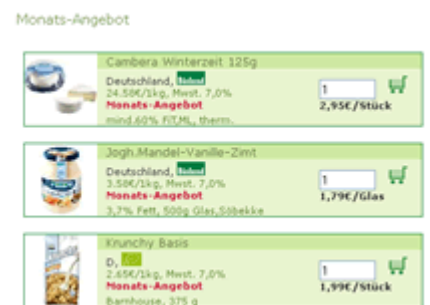 Monats-Angebot
Cambera Winterzeit 125g
Deutschland, Bioland
24.58€/1kg, Mwst. 7,0%
Monats-Angebot
mind.60% FiT,ML, therm.
1
2,95€/Stück
Jogh.Mandel-Vanille-Zimt
Deutschland, Bioland
3.58€/1kg, Mwst. 7,0%
Monats-Angebot
3,7% Fett, 500g Glas,Söbekke
1
1,79€/Glas
Krunchy Basis
D,
2.65€/1kg, Mwst. 7,0%
Monats-Angebot
Barnhouse, 375 g
1
1,99€/Stück